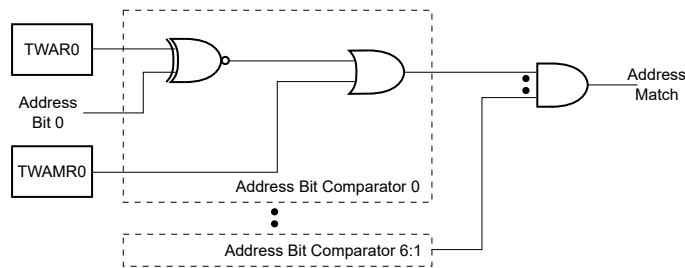 TWAR0
Address
Bit 0
TWAMR0
Address Bit Comparator 0
Address Bit Comparator 6:1
Address
Match